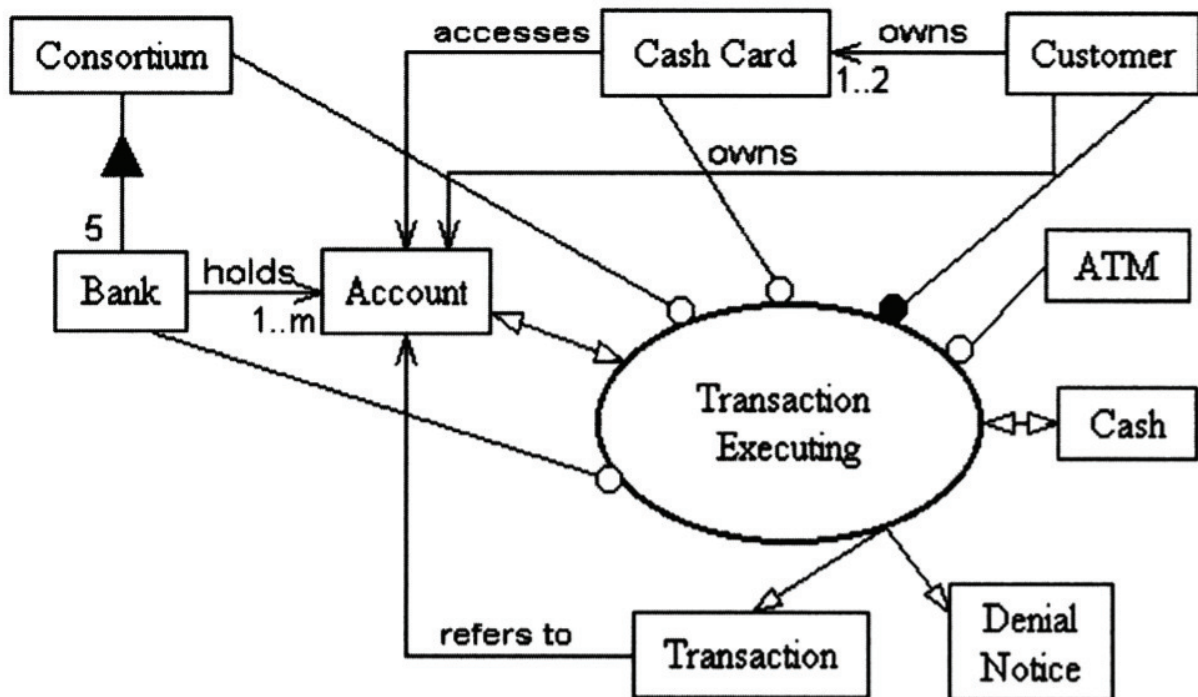 accesses
owns
Consortium
Cash Card
Customer
1..2
owns
5
holds
Bank
Account
ATM
1..m
Transaction
Executing
Cash
refers to
Transaction
Denial
Notice